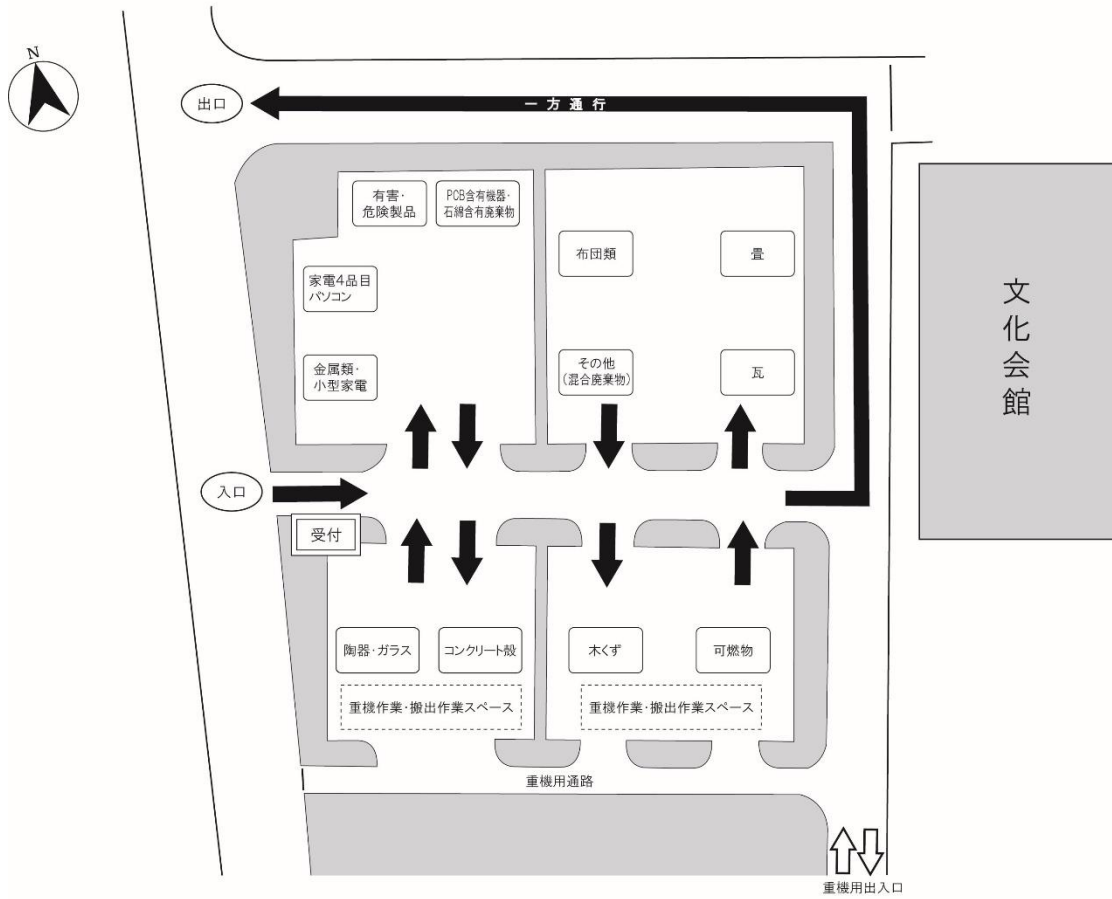 N
出口
一方通行
有害・
危険製品
PCB含有機器・
石綿含有廃棄物
布団類
畳
家電4品目
パソコン
文化会館
金属類・
小型家電
その他
(混合廃棄物)
瓦
入口
受付
陶器・ガラス
コンクリート殻
木くず
可燃物
重機作業・搬出作業スペース
重機作業・搬出作業スペース
重機用通路
重機用出入口